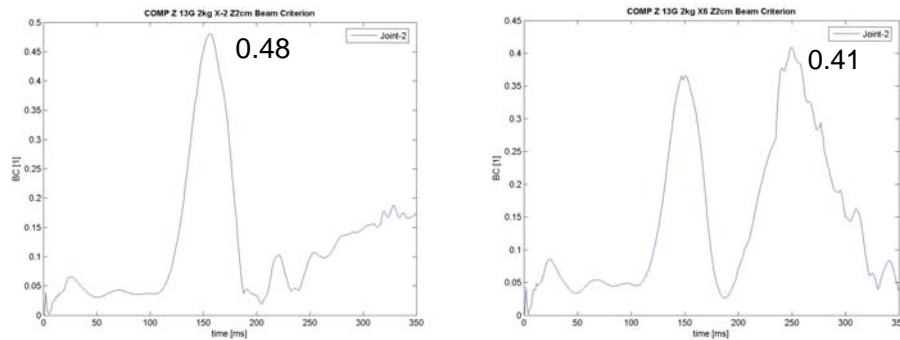 COMP Z 13G 2kg X-2 Z2cm Beam Criterion
Joint-2
0.48
0.5
0.45
0.4
0.35
0.3
0.25
0.2
0.15
0.1
0.05
0
BC [1]
0 50 100 150 200 250 300 350
time [ms]
COMP Z 13G 2kg X6 Z2cm Beam Criterion
Joint-2
0.41
0.45
0.4
0.35
0.3
0.25
0.2
0.15
0.1
0.05
0
BC [1]
0 50 100 150 200 250 300 350
time [ms]